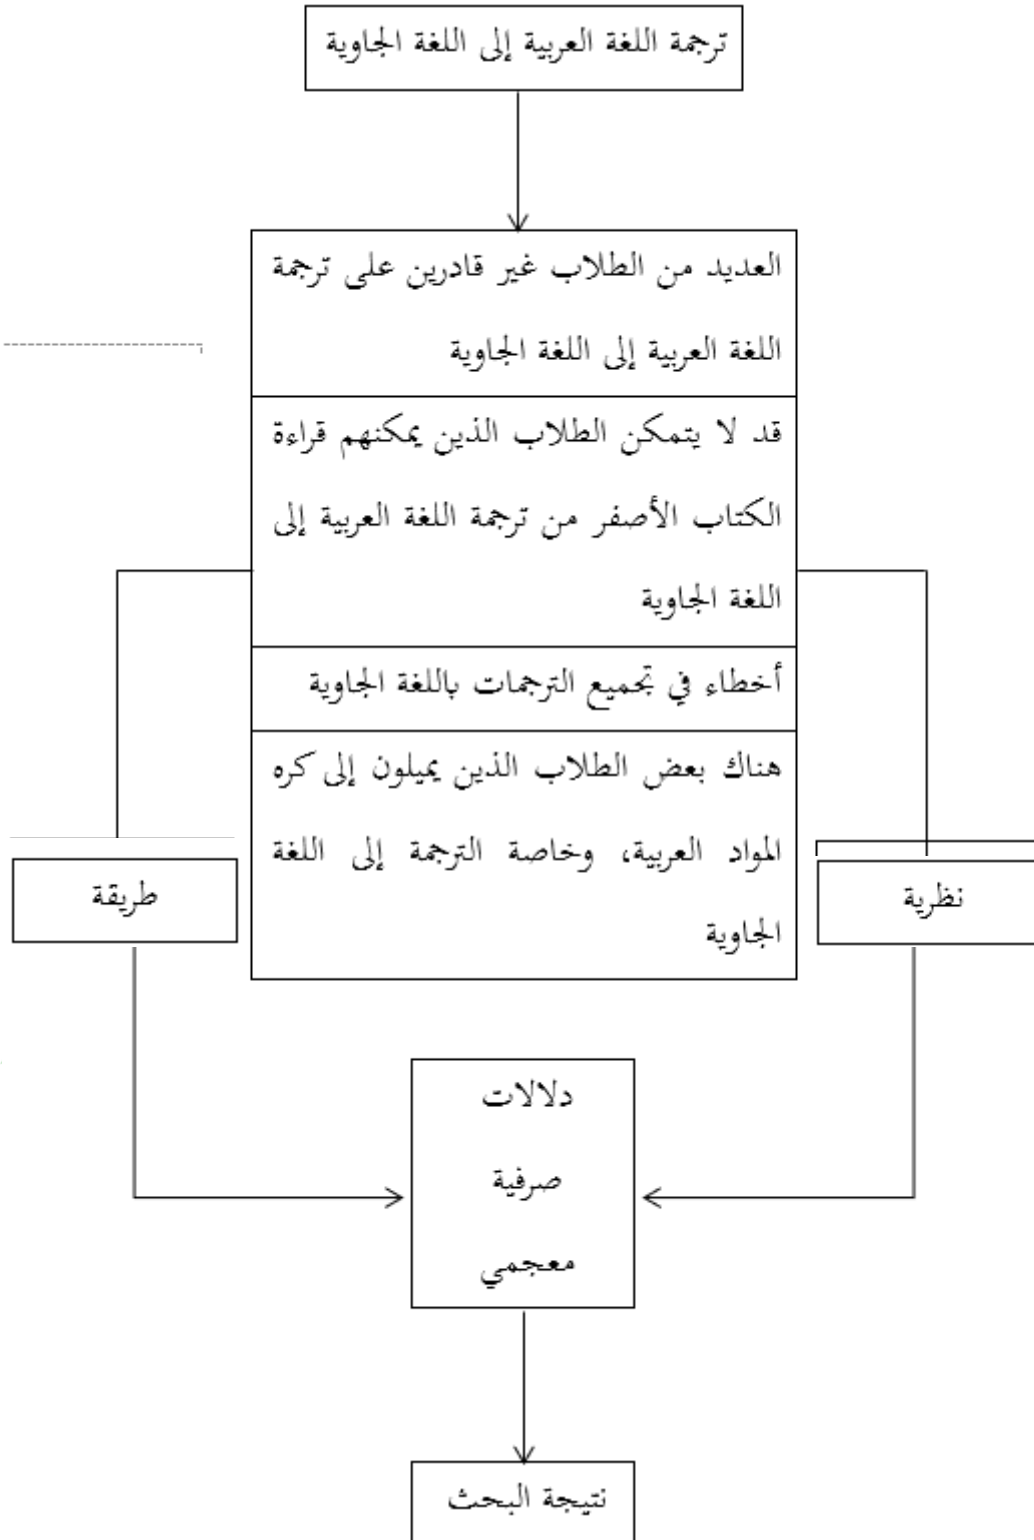 ترجمة اللغة العربية إلى اللغة الجاوية
العديد من الطلاب غير قادرين على ترجمة
اللغة العربية إلى اللغة الجاوية
قد لا يتمكن الطلاب الذين يمكنهم قراءة
الكتاب الأصفر من ترجمة اللغة العربية إلى
اللغة الجاوية
أخطاء في تجميع الترجمات باللغة الجاوية
هناك بعض الطلاب الذين يميلون إلى كره
المواد العربية، وخاصة الترجمة إلى اللغة
الجاوية
نظرية
طريقة
دلالات
صرفية
معجمي
نتيجة البحث